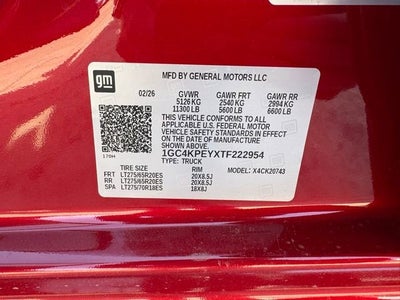 gm
MFD BY GENERAL MOTORS LLC
02/26 GVWR GAWR FRT GAWR RR
5126 KG 2540 KG 2994 KG
11300 LB 5600 LB 6600 LB
THIS VEHICLE CONFORMS TO ALL
APPLICABLE U.S. FEDERAL MOTOR
VEHICLE SAFETY STANDARDS IN EFFECT
ON THE DATE OF MANUFACTURE
SHOWN ABOVE.
170H 1GC4KPEYXTF222954
TYPE: TRUCK
TIRE SIZE RIM MODEL: X4CK20743
FRT LT275/65R20ES 20X8.5J
RR LT275/65R20ES 20X8.5J
SPA LT275/70R18ES 18X8J